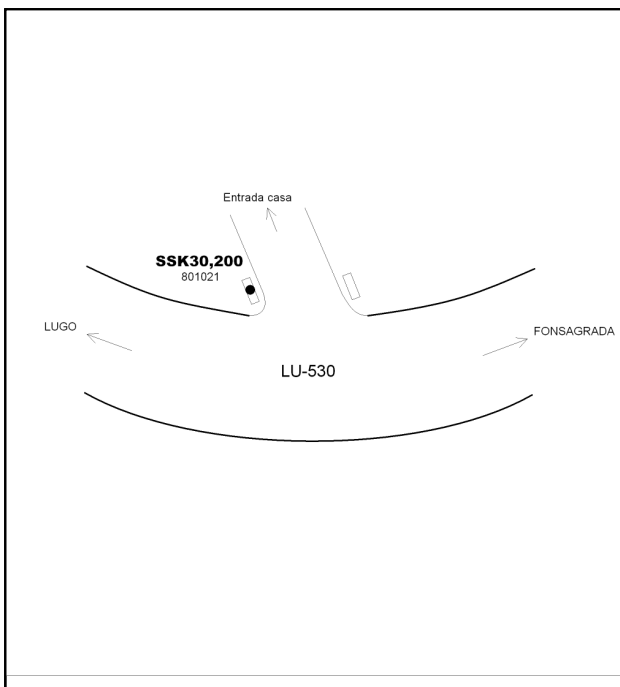 Entrada casa
SSK30,200
801021
LUGO
FONSAGRADA
LU-530